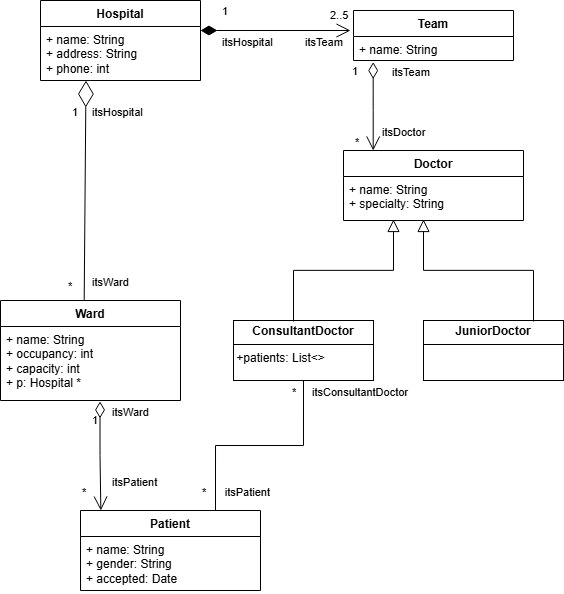 Hospital
+ name: String
+ address: String
+ phone: int
1
itsHospital
2..5
itsTeam
Team
+ name: String
1
itsTeam
itsDoctor
*
Doctor
+ name: String
+ specialty: String
1
itsHospital
*
itsWard
Ward
+ name: String
+ occupancy: int
+ capacity: int
+ p: Hospital *
ConsultantDoctor
+patients: List<>
JuniorDoctor
1
itsWard
*
itsConsultantDoctor
itsPatient
*
*
itsPatient
Patient
+ name: String
+ gender: String
+ accepted: Date